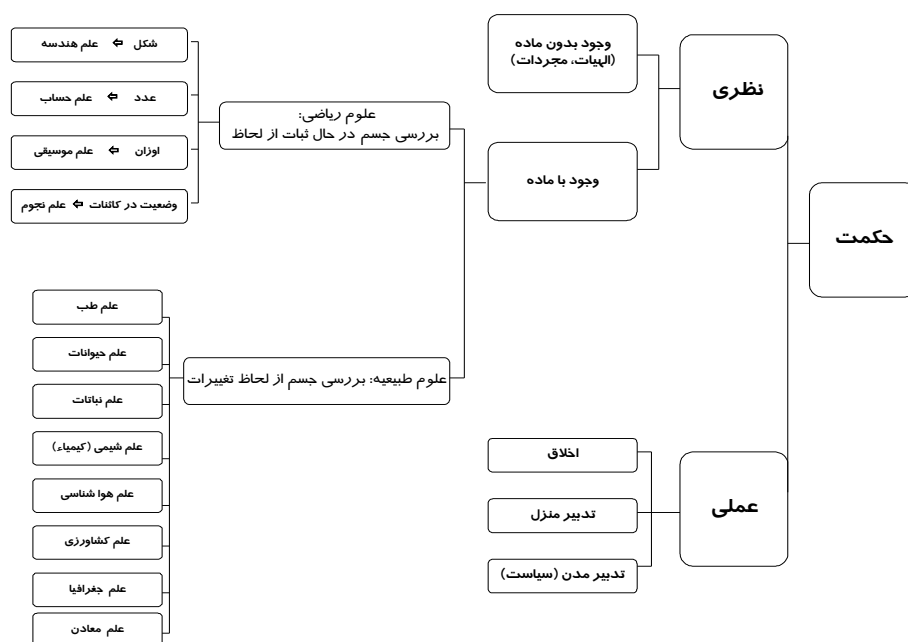 حکمت
نظری
وجود بدون ماده
(الهیات، مجردات)
وجود با ماده
علوم ریاضی:
بررسی جسم در حال ثبات از لحاظ
شکل ⇐ علم هندسه
عدد ⇐ علم حساب
اوزان ⇐ علم موسیقی
وضعیت در کائنات ⇐ علم نجوم
علوم طبیعیه: بررسی جسم از لحاظ تغییرات
علم طب
علم حیوانات
علم نباتات
علم شیمی (کیمیاء)
علم هوا شناسی
علم کشاورزی
علم جغرافیا
علم معادن
عملی
اخلاق
تدبیر منزل
تدبیر مدن (سیاست)